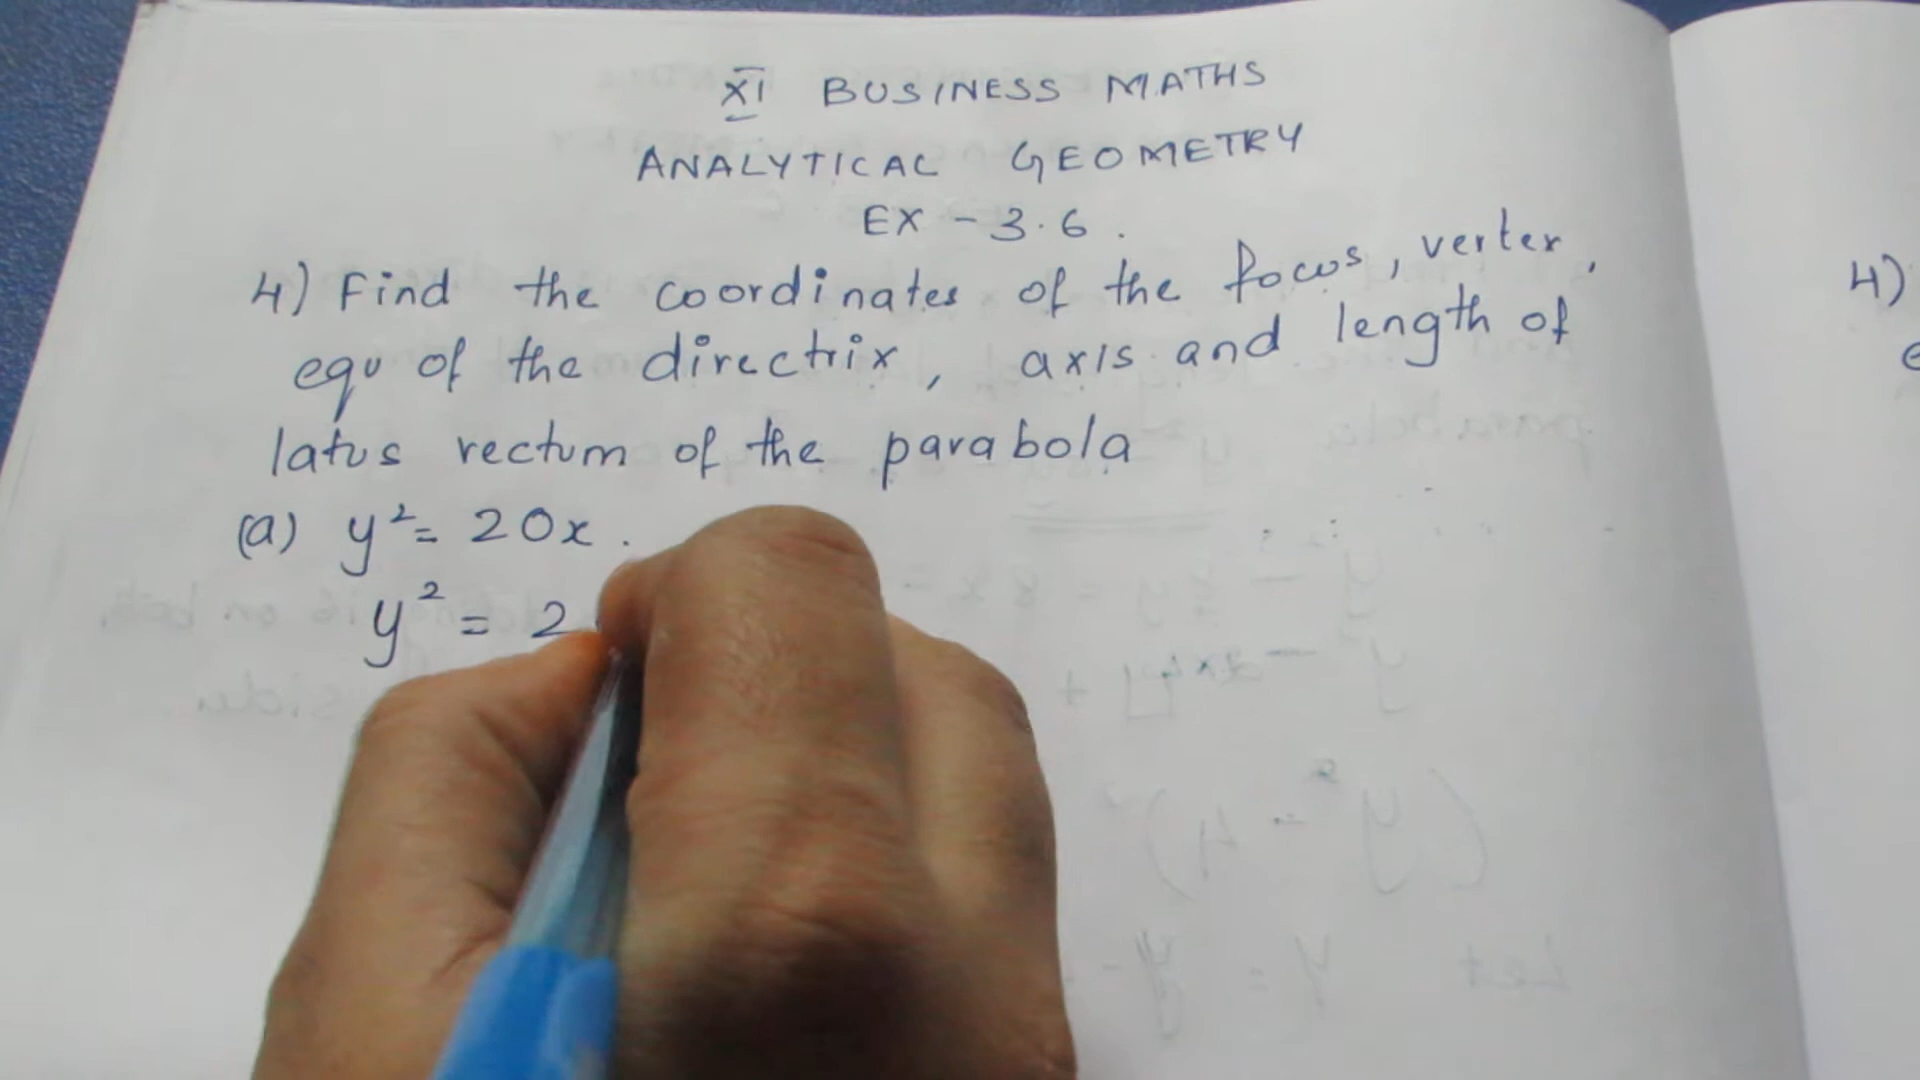 XI BUSINESS MATHS
ANALYTICAL GEOMETRY
EX - 3.6.
4) Find the coordinates of the focus, vertex,
equ of the directrix, axis and length of
latus rectum of the parabola
(a) y² = 20x.
y² = 2
4)
e